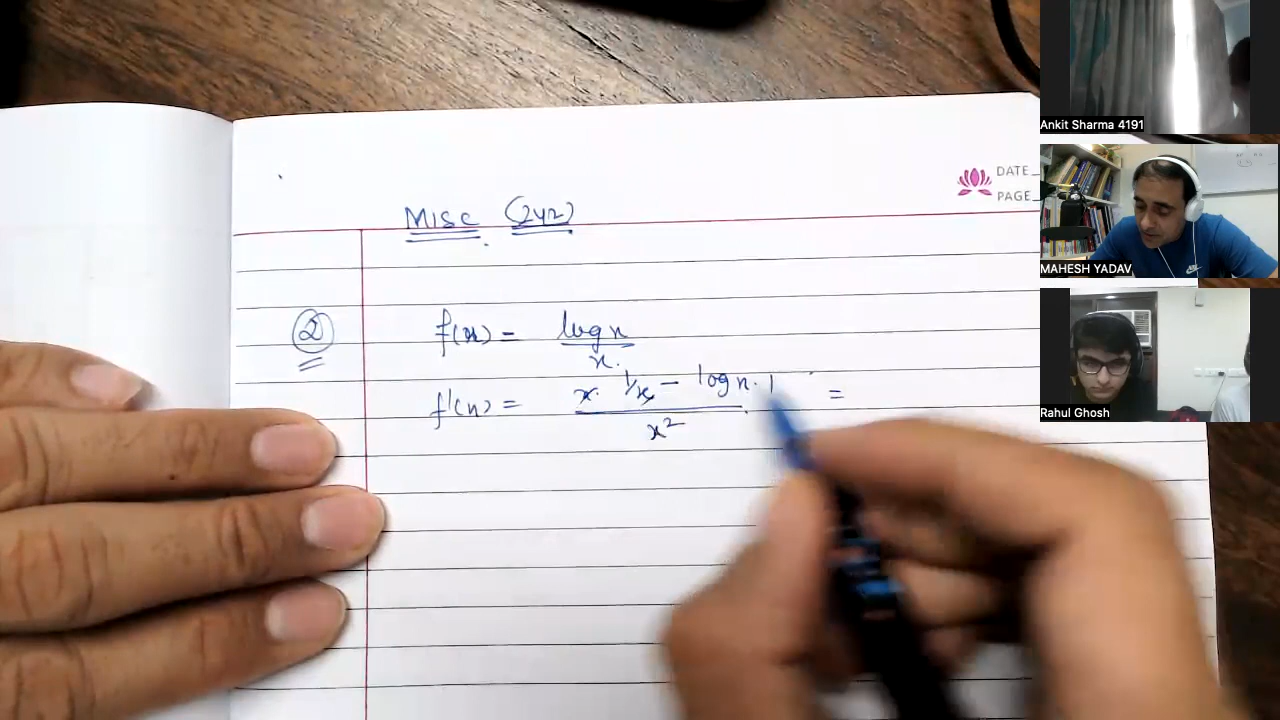 DATE
PAGE
MISC (242)
② f(x) = log x / x.
f'(x) = x. 1/x - log x. 1 / x² =
Ankit Sharma 4191
MAHESH YADAV
Rahul Ghosh